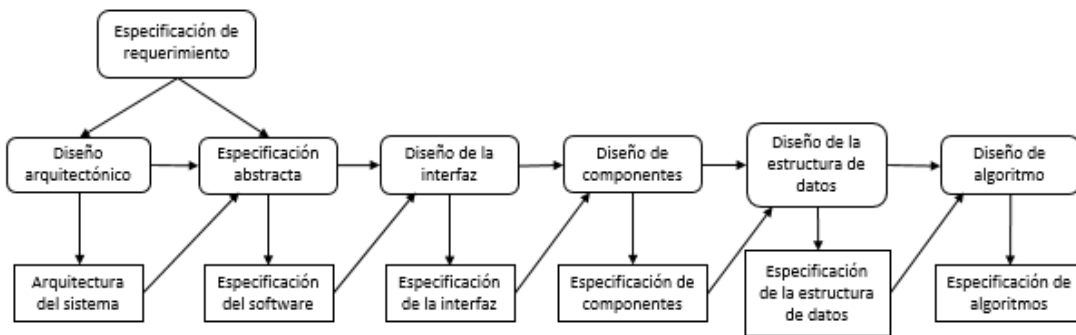 Especificación de
requerimiento
Diseño
arquitectónico
Especificación
abstracta
Diseño de la
interfaz
Diseño de
componentes
Diseño de la
estructura de
datos
Diseño de
algoritmo
Arquitectura
del sistema
Especificación
del software
Especificación
de la interfaz
Especificación de
componentes
Especificación
de la estructura
de datos
Especificación de
algoritmos